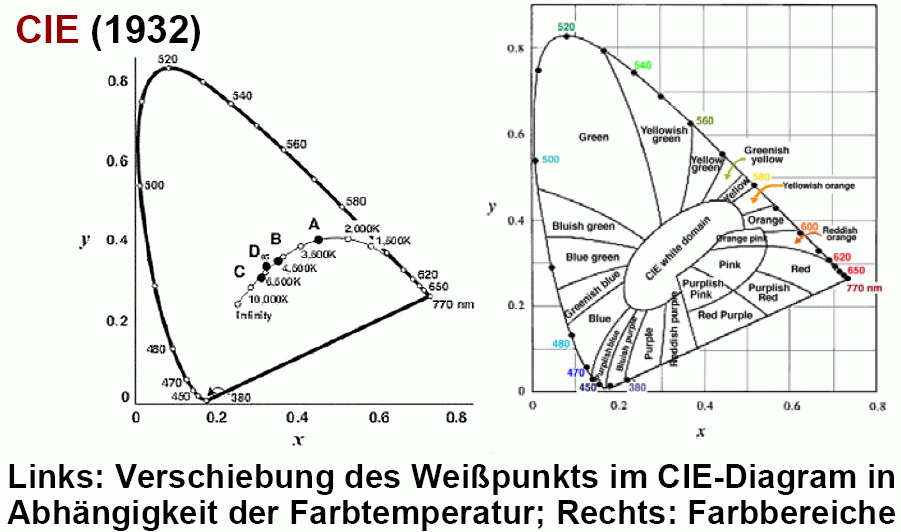 CIE (1932)
520
0.8
540
560
0.6
500
580
A
2,000K
y
0.4
B
1,500K
D65
3,500K
C
4,500K
6,500K
620
650
10,000K
770 nm
Infinity
0.2
480
470
450
380
0
0 0.2 0.4 0.6 0.8
x
0.8
520
540
0.6
560
Green
Yellowish
green
Greenish
yellow
Yellow
green
500
580
Yellow
Yellowish orange
y
0.4
Bluish green
CIE white domain
Orange
600
Reddish
orange
Orange pink
Blue green
Pink
Red
620
650
770 nm
Greenish blue
Purplish
Pink
Purplish
Red
0.2
Blue
Red Purple
480
Purplish blue
Bluish purple
Purple
Reddish purple
470
450
380
0
0 0.2 0.4 0.6 0.8
x
Links: Verschiebung des Weißpunkts im CIE-Diagram in
Abhängigkeit der Farbtemperatur; Rechts: Farbbereiche